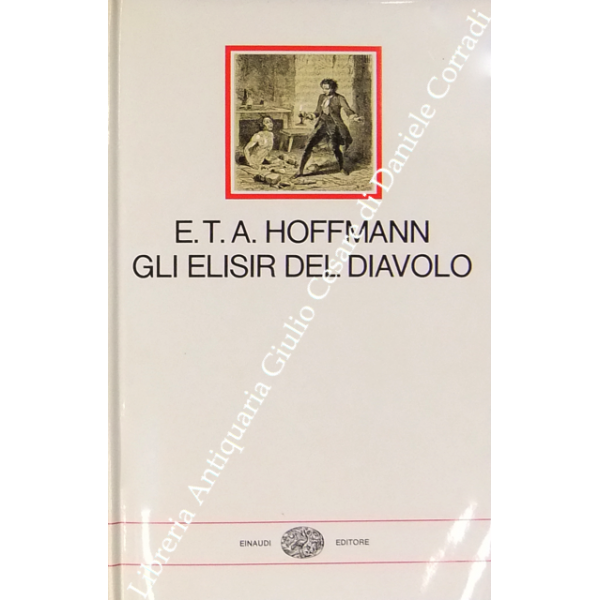 E. T. A. HOFFMANN
GLI ELISIR DEL DIAVOLO
EINAUDI EDITORE
Libreria Antiquaria Giulio Cesare di Daniele Corradi